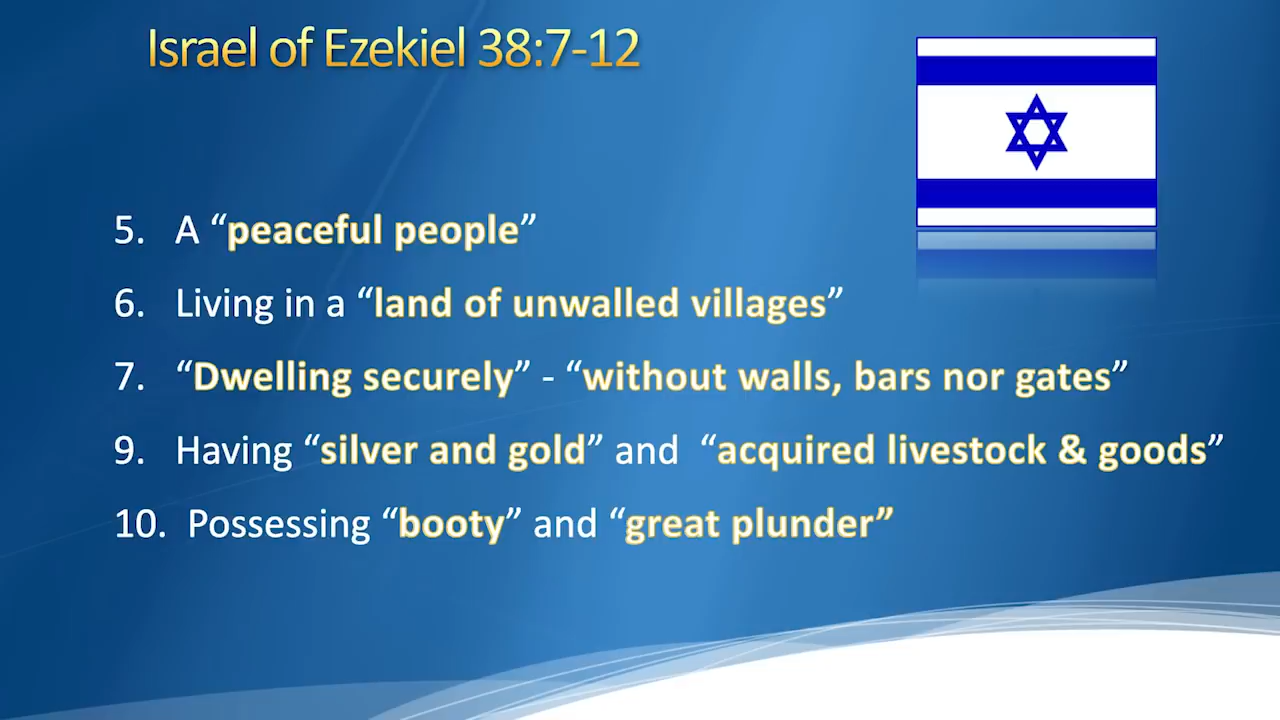 Israel of Ezekiel 38:7-12
5. A “peaceful people”
6. Living in a “land of unwalled villages”
7. “Dwelling securely” - “without walls, bars nor gates”
9. Having “silver and gold” and “acquired livestock & goods”
10. Possessing “booty” and “great plunder”